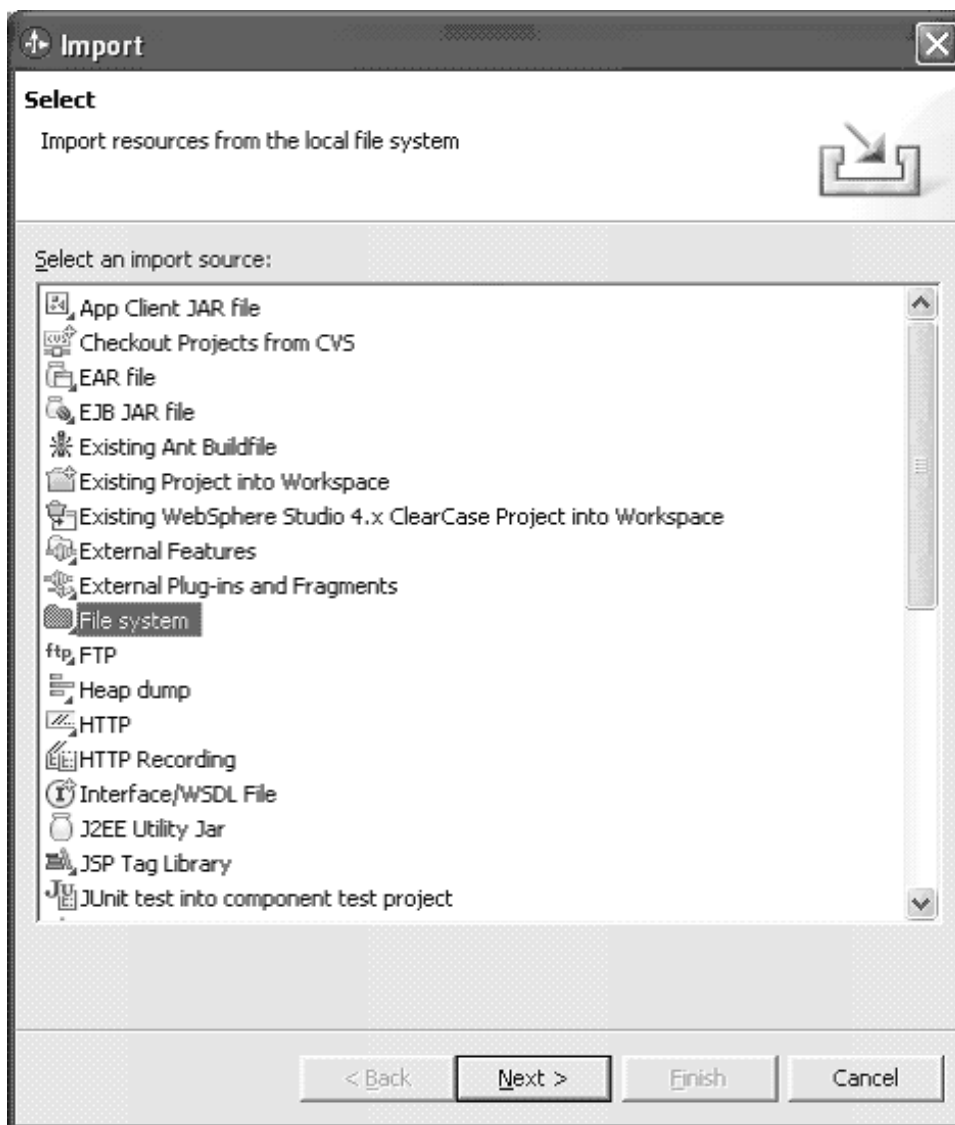 Import
Select
Import resources from the local file system
Select an import source:
App Client JAR file
Checkout Projects from CVS
EAR file
EJB JAR file
Existing Ant Buildfile
Existing Project into Workspace
Existing WebSphere Studio 4.x ClearCase Project into Workspace
External Features
External Plug-ins and Fragments
File system
FTP
Heap dump
HTTP
HTTP Recording
Interface/WSDL File
J2EE Utility Jar
JSP Tag Library
JUnit test into component test project
< Back
Next >
Finish
Cancel